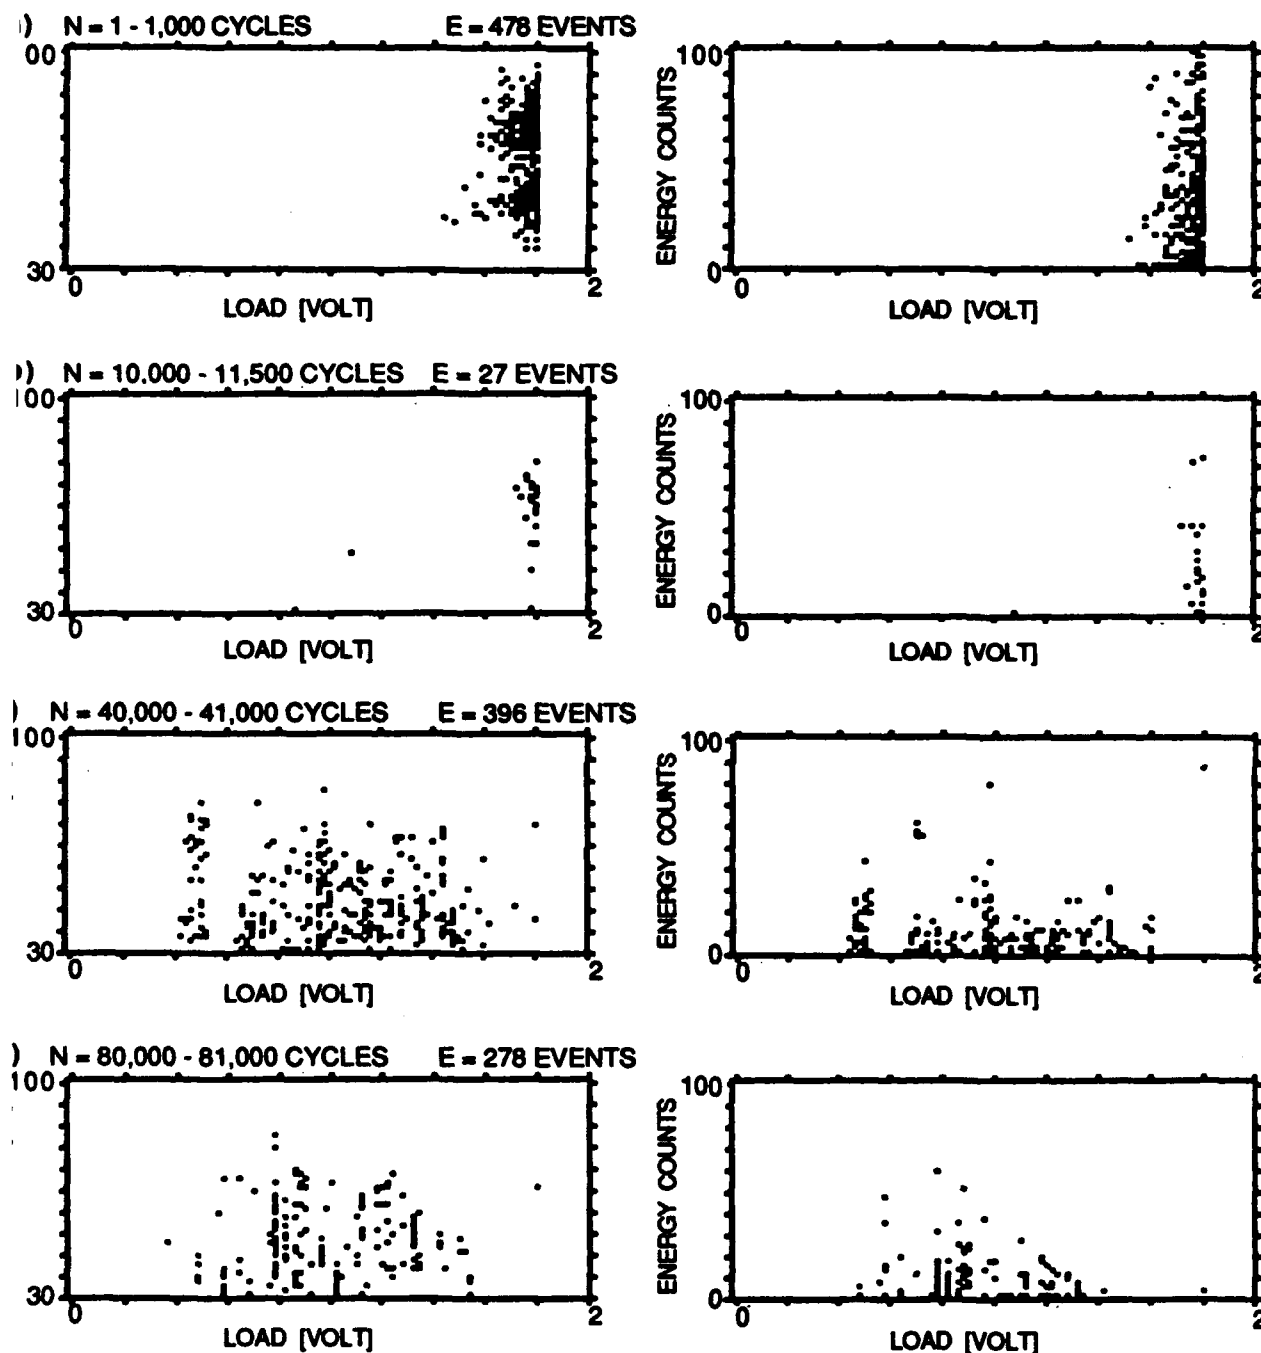 ) N = 1 - 1,000 CYCLES E = 478 EVENTS
00
30
0 2
LOAD [VOLT]
ENERGY COUNTS
100
0
0 2
LOAD [VOLT]
) N = 10.000 - 11,500 CYCLES E = 27 EVENTS
100
30
0 2
LOAD [VOLT]
ENERGY COUNTS
100
0
0 2
LOAD [VOLT]
) N = 40,000 - 41,000 CYCLES E = 396 EVENTS
100
30
0 2
LOAD [VOLT]
ENERGY COUNTS
100
0
0 2
LOAD [VOLT]
) N = 80,000 - 81,000 CYCLES E = 278 EVENTS
100
30
0 2
LOAD [VOLT]
ENERGY COUNTS
100
0
0 2
LOAD [VOLT]